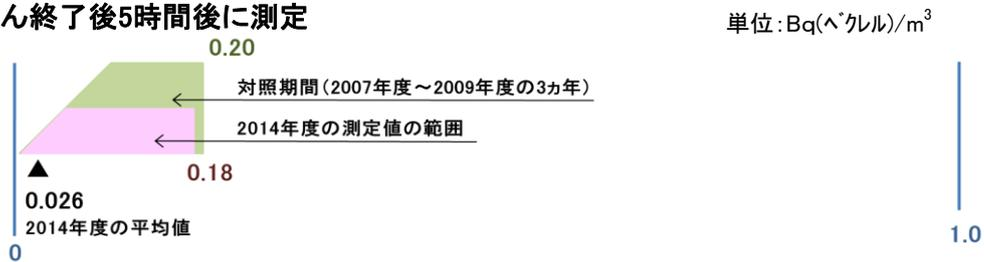 ん終了後5時間後に測定
単位：Bq(ﾍﾞｸﾚﾙ)/m³
0.20
対照期間（2007年度～2009年度の3ヵ年）
2014年度の測定値の範囲
0.18
0.026
2014年度の平均値
0
1.0